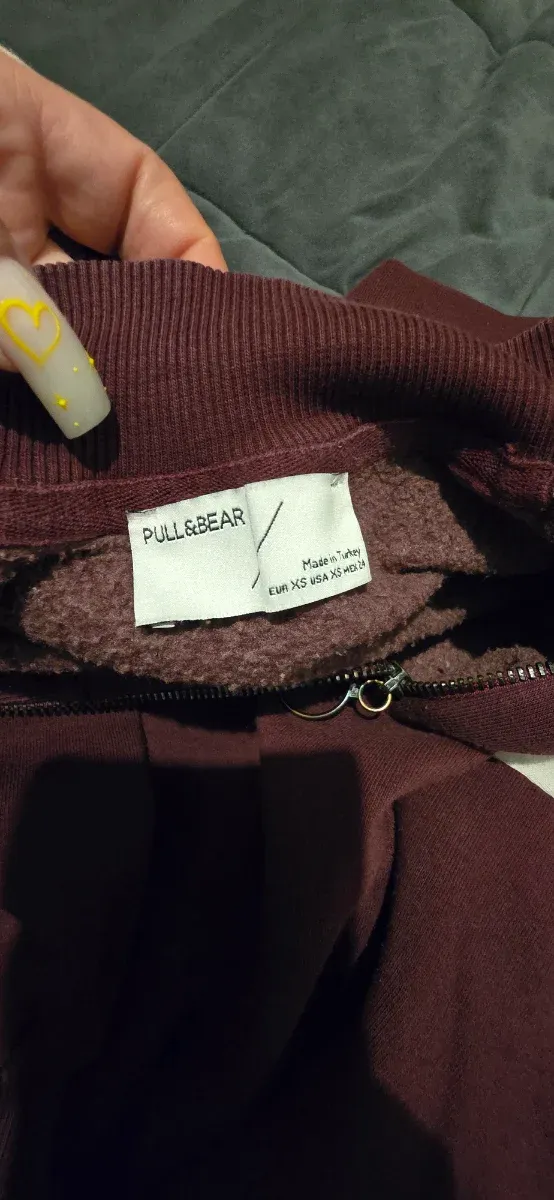 PULL&BEAR
Made in Turkey
EUR XS USA XS MEX 24